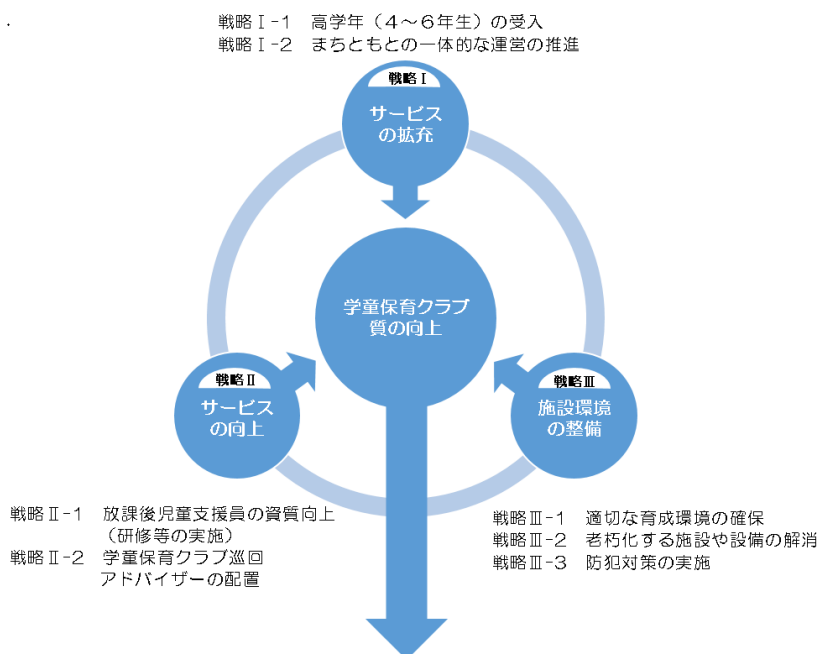 戦略Ⅰ-1 高学年(4~6年生)の受入
戦略Ⅰ-2 まちともとの一体的な運営の推進
戦略Ⅰ
サービス
の拡充
学童保育クラブ
質の向上
戦略Ⅱ
サービス
の向上
戦略Ⅲ
施設環境
の整備
戦略Ⅱ-1 放課後児童支援員の資質向上
(研修等の実施)
戦略Ⅱ-2 学童保育クラブ巡回
アドバイザーの配置
戦略Ⅲ-1 適切な育成環境の確保
戦略Ⅲ-2 老朽化する施設や設備の解消
戦略Ⅲ-3 防犯対策の実施